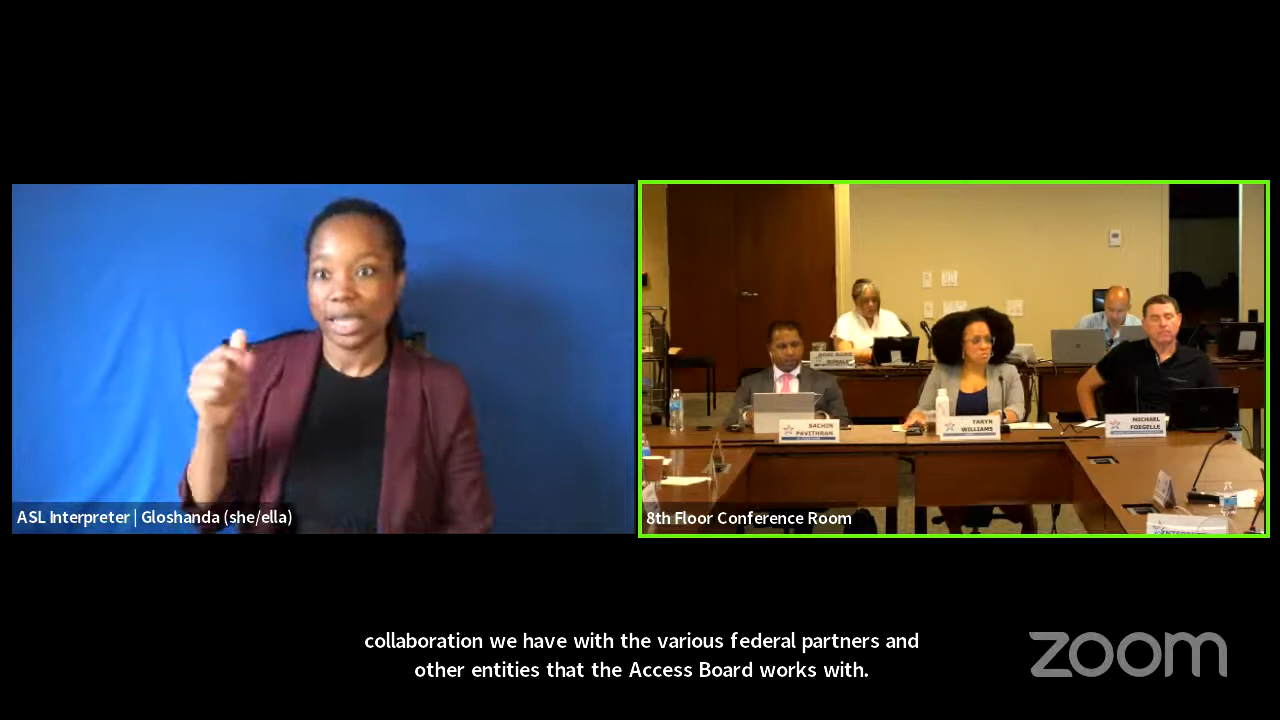 ASL Interpreter | Gloshanda (she/ella)
8th Floor Conference Room
SACHIN
PAVITHRAN
TARYN
WILLIAMS
MICHAEL
FOEGELLE
collaboration we have with the various federal partners and
other entities that the Access Board works with.
zoom